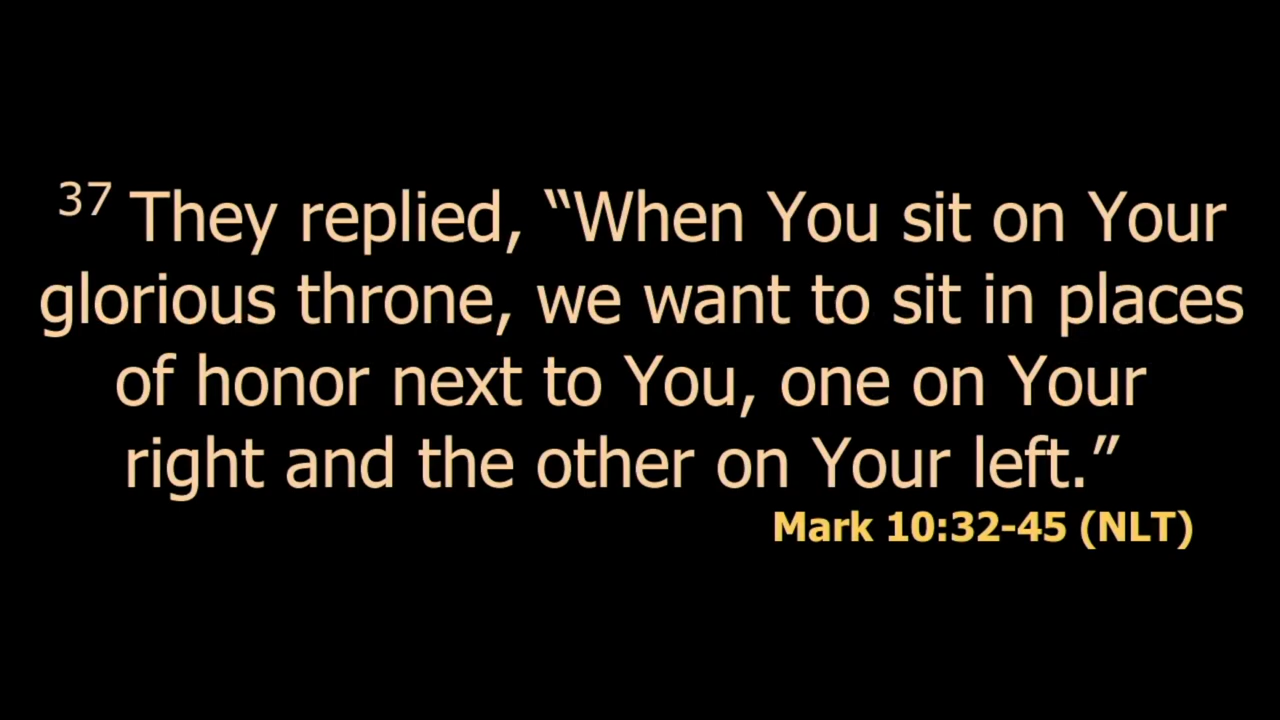 37 They replied, “When You sit on Your
glorious throne, we want to sit in places
of honor next to You, one on Your
right and the other on Your left.”
Mark 10:32-45 (NLT)